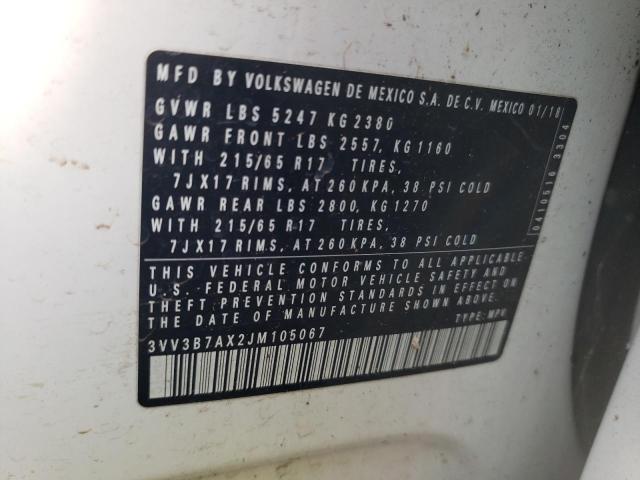 MFD BY VOLKSWAGEN DE MEXICO S.A. DE C.V. MEXICO 01/18
GVWR LBS 5247 KG 2380
GAWR FRONT LBS 2557, KG 1160
WITH 215/65 R17 TIRES,
7JX17 RIMS, AT 260 KPA, 38 PSI COLD
GAWR REAR LBS 2800, KG 1270
WITH 215/65 R17 TIRES,
7JX17 RIMS, AT 260 KPA, 38 PSI COLD
THIS VEHICLE CONFORMS TO ALL APPLICABLE
U.S. FEDERAL MOTOR VEHICLE SAFETY AND
THEFT PREVENTION STANDARDS IN EFFECT ON
THE DATE OF MANUFACTURE SHOWN ABOVE.
3VV3B7AX2JM105067 TYPE: MPV
0410516 3304